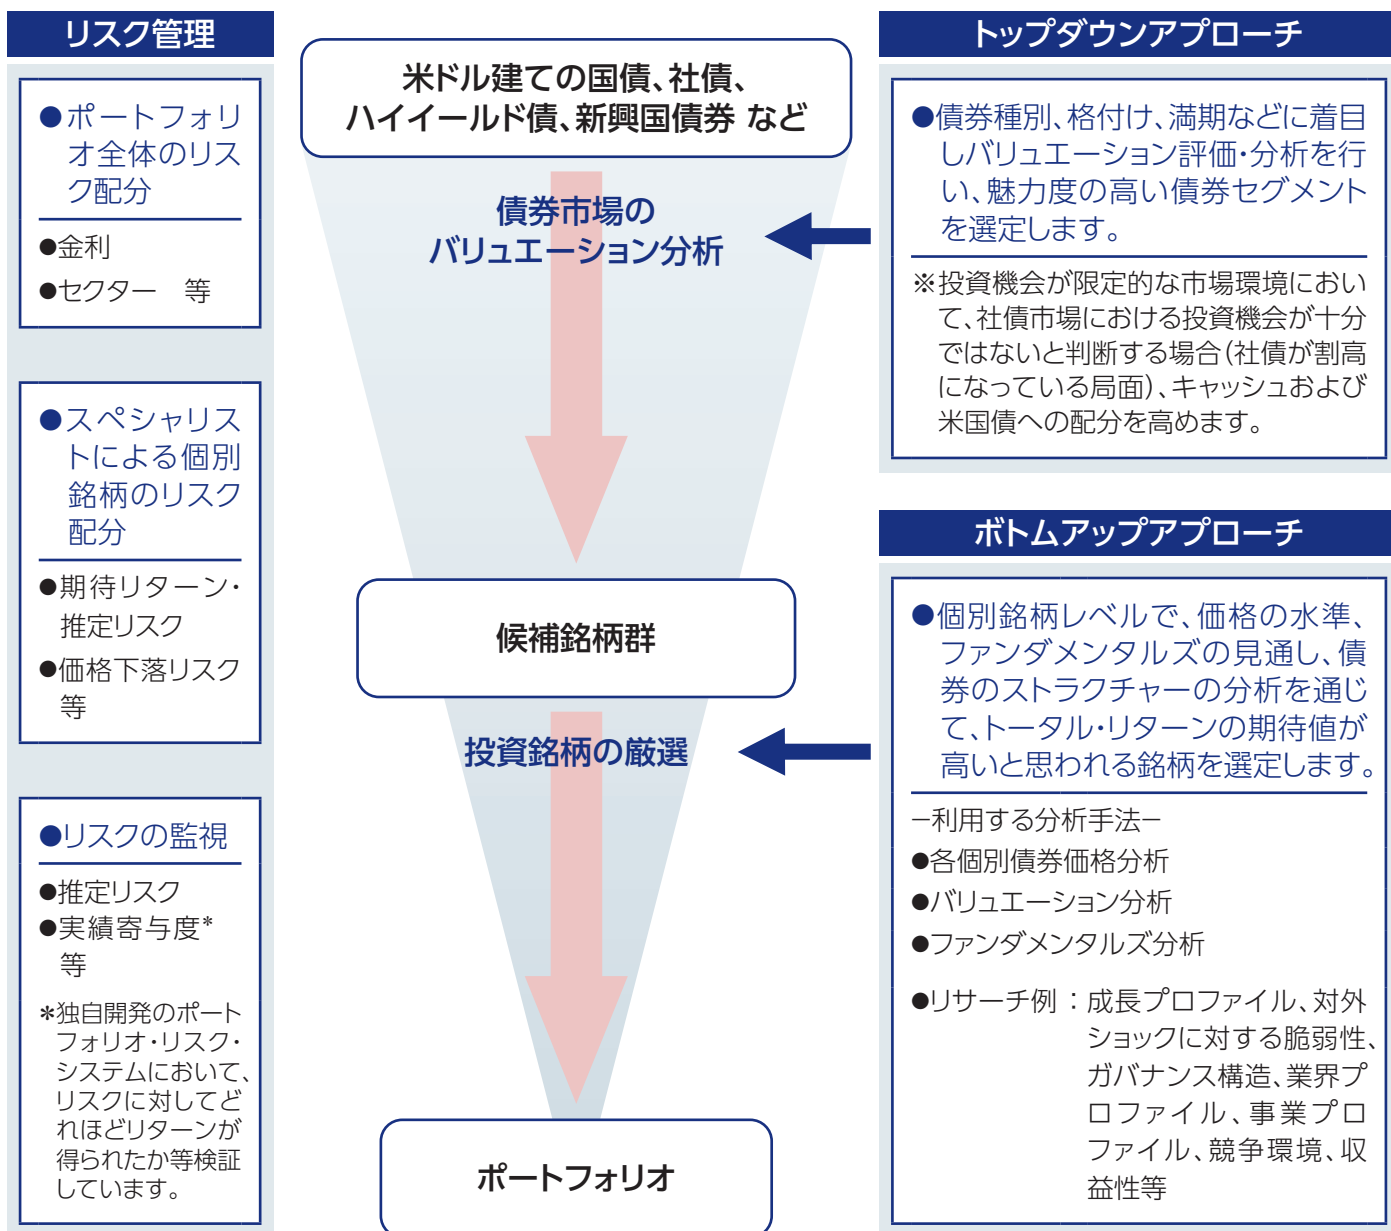 リスク管理
●ポートフォリ
オ全体のリス
ク配分
●金利
●セクター　等
●スペシャリス
トによる個別
銘柄のリスク
配分
●期待リターン・
推定リスク
●価格下落リスク
等
●リスクの監視
●推定リスク
●実績寄与度*
等
*独自開発のポート
フォリオ・リスク・
システムにおいて、
リスクに対してど
れほどリターンが
得られたか等検証
しています。
米ドル建ての国債、社債、
ハイイールド債、新興国債券 など
債券市場の
バリュエーション分析
候補銘柄群
投資銘柄の厳選
ポートフォリオ
トップダウンアプローチ
●債券種別、格付け、満期などに着目
しバリュエーション評価・分析を行
い、魅力度の高い債券セグメント
を選定します。
※投資機会が限定的な市場環境におい
て、社債市場における投資機会が十分
ではないと判断する場合(社債が割高
になっている局面)、キャッシュおよび
米国債への配分を高めます。
ボトムアップアプローチ
●個別銘柄レベルで、価格の水準、
ファンダメンタルズの見通し、債
券のストラクチャーの分析を通じ
て、トータル・リターンの期待値が
高いと思われる銘柄を選定します。
−利用する分析手法−
●各個別債券価格分析
●バリュエーション分析
●ファンダメンタルズ分析
●リサーチ例 : 成長プロファイル、対外
ショックに対する脆弱性、
ガバナンス構造、業界プ
ロファイル、事業プロ
ファイル、競争環境、収
益性等